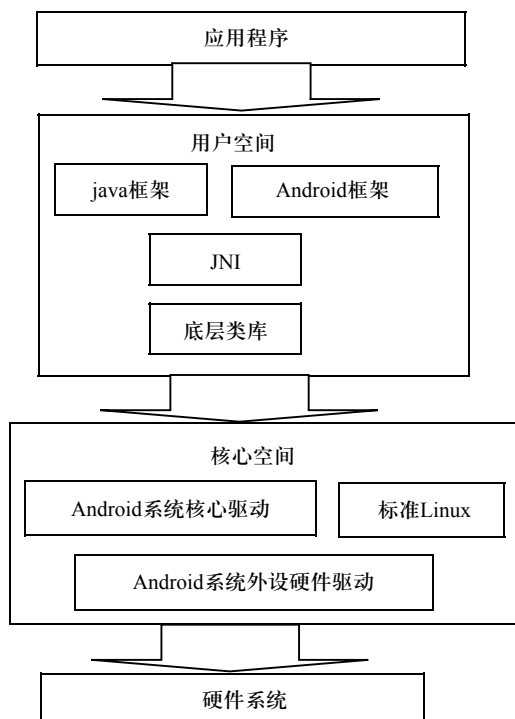 应用程序
用户空间
java框架
Android框架
JNI
底层类库
核心空间
Android系统核心驱动
标准Linux
Android系统外设硬件驱动
硬件系统